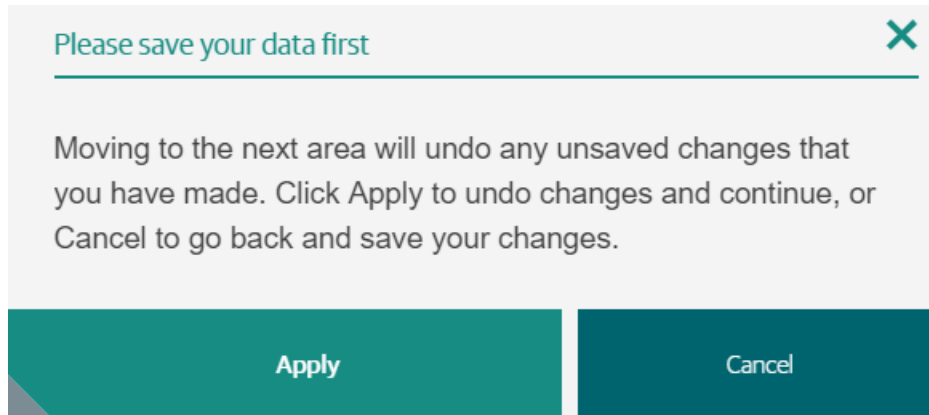 Please save your data first
Moving to the next area will undo any unsaved changes that
you have made. Click Apply to undo changes and continue, or
Cancel to go back and save your changes.
Apply
Cancel